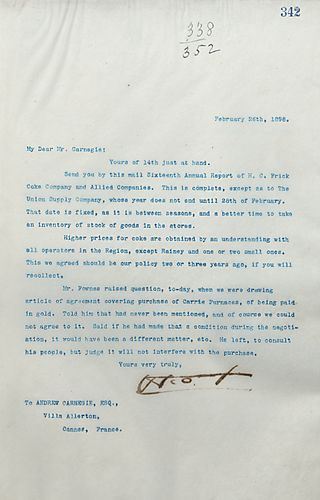 342
338
352
February 26th, 1898.
My Dear Mr. Carnegie:
Yours of 14th just at hand.
Send you by this mail Sixteenth Annual Report of H. C. Frick
Coke Company and Allied Companies. This is complete, except as to The
Union Supply Company, whose year does not end until 28th of February.
That date is fixed, as it is between seasons, and a better time to take
an inventory of stock of goods in the stores.
Higher prices for coke are obtained by an understanding with
all operators in the Region, except Rainey and one or two small ones.
This we agreed should be our policy two or three years ago, if you will
recollect.
Mr. Fownes raised question, to-day, when we were drawing
article of agreement covering purchase of Carrie Furnaces, of being paid
in gold. Told him that had never been mentioned, and of course we could
not agree to it. Said if he had made that a condition during the negoti-
ation, it would have been a different matter, etc. He left, to consult
his people, but judge it will not interfere with the purchase.
Yours very truly,
To ANDREW CARNEGIE, ESQ.,
Villa Allerton,
Cannes, France.